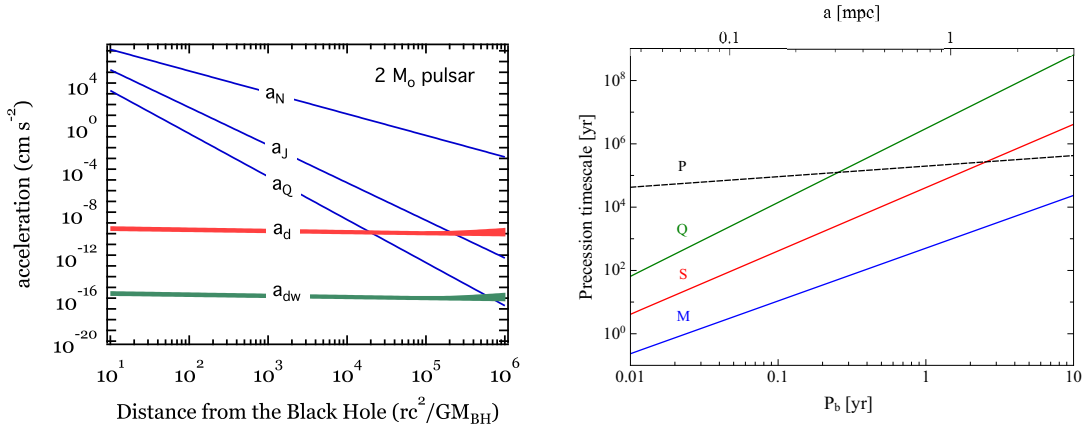 2 M₀ pulsar
a_N
a_J
a_Q
a_d
a_dw
acceleration (cm s⁻²)
10⁴
10⁰
10⁻⁴
10⁻⁸
10⁻¹²
10⁻¹⁶
10⁻²⁰
10¹ 10² 10³ 10⁴ 10⁵ 10⁶
Distance from the Black Hole (rc²/GM_BH)
a [mpc]
0.1 1
Precession timescale [yr]
10⁸
10⁶
10⁴
10²
10⁰
P
Q
S
M
0.01 0.1 1 10
P_b [yr]